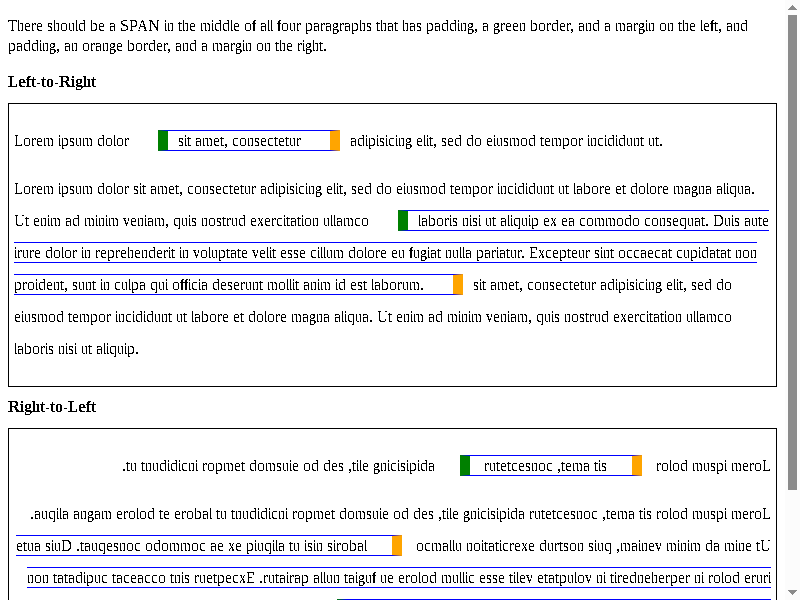 There should be a SPAN in the middle of all four paragraphs that has padding, a green border, and a margin on the left, and
padding, an orange border, and a margin on the right.
Left-to-Right
Lorem ipsum dolor sit amet, consectetur adipisicing elit, sed do eiusmod tempor incididunt ut.
Lorem ipsum dolor sit amet, consectetur adipisicing elit, sed do eiusmod tempor incididunt ut labore et dolore magna aliqua.
Ut enim ad minim veniam, quis nostrud exercitation ullamco laboris nisi ut aliquip ex ea commodo consequat. Duis aute
irure dolor in reprehenderit in voluptate velit esse cillum dolore eu fugiat nulla pariatur. Excepteur sint occaecat cupidatat non
proident, sunt in culpa qui officia deserunt mollit anim id est laborum. sit amet, consectetur adipisicing elit, sed do
eiusmod tempor incididunt ut labore et dolore magna aliqua. Ut enim ad minim veniam, quis nostrud exercitation ullamco
laboris nisi ut aliquip.
Right-to-Left
.tu tnudidicni ropmet domsuie od des ,tile gnicisipida rutetcesnoc ,tema tis rolod muspi meroL
.auqila angam erolod te erobal tu tnudidicni ropmet domsuie od des ,tile gnicisipida rutetcesnoc ,tema tis rolod muspi meroL
etua siuD .tauqesnoc odommoc ae xe piuqila tu isin sirobal ocmallu noitaticrexe durtson siuq ,mainev minim da mine tU
non tatadipuc taceacco tnis ruetpecxE .rutairap allun taiguf ue erolod mullic esse tilev etatpulov ni tiredneherper ni rolod eruri